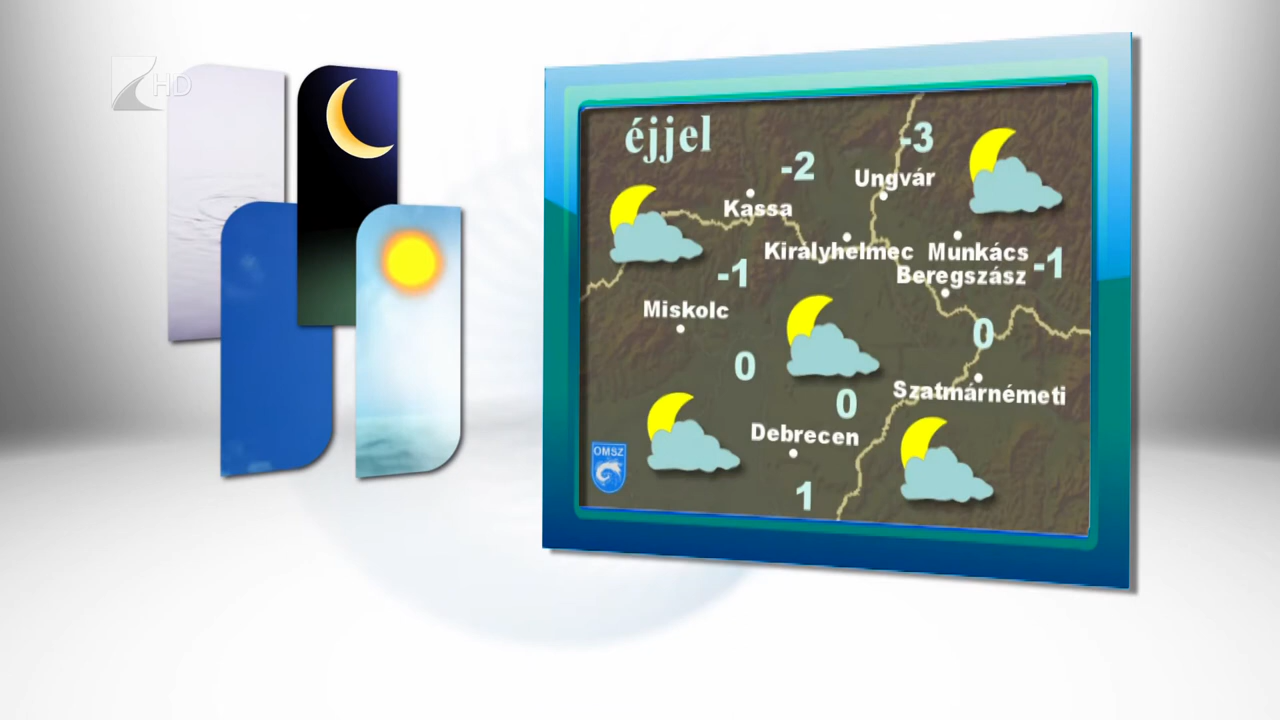 HD
éjjel
-3
-2
Ungvár
Kassa
Királyhelmec
Munkács
-1
Beregszász
-1
Miskolc
0
0
0
Szatmárnémeti
Debrecen
OMSZ
1